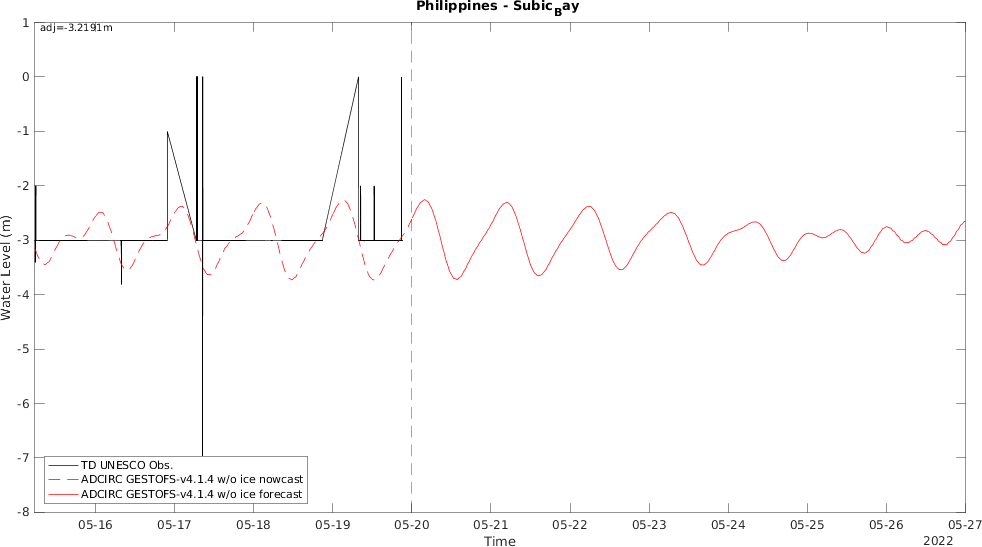 Philippines - SubicBay
adj=-3.2191m
1
0
-1
-2
-3
-4
-5
-6
-7
-8
Water Level (m)
TD UNESCO Obs.
ADCIRC GESTOFS-v4.1.4 w/o ice nowcast
ADCIRC GESTOFS-v4.1.4 w/o ice forecast
05-16 05-17 05-18 05-19 05-20 05-21 05-22 05-23 05-24 05-25 05-26 05-27
Time
2022